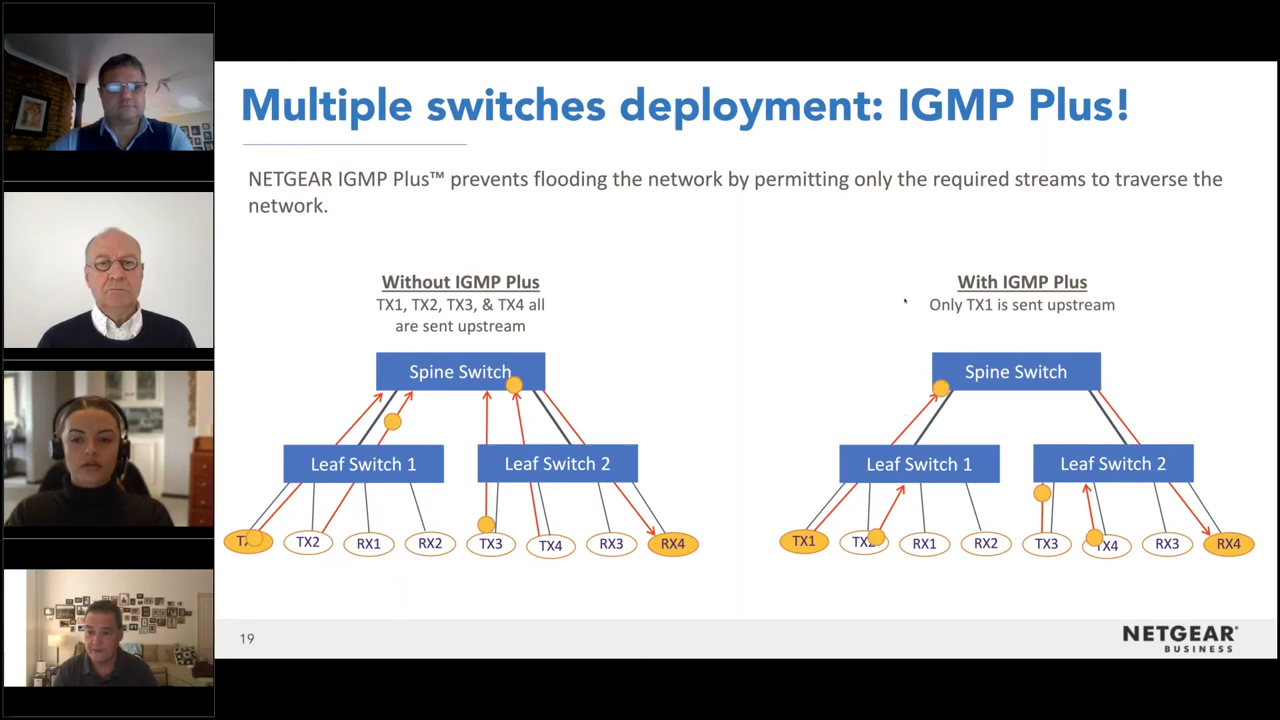 Multiple switches deployment: IGMP Plus!
NETGEAR IGMP Plus™ prevents flooding the network by permitting only the required streams to traverse the
network.
Without IGMP Plus
TX1, TX2, TX3, & TX4 all
are sent upstream
Spine Switch
Leaf Switch 1
Leaf Switch 2
TX2
RX1
RX2
TX3
TX4
RX3
RX4
With IGMP Plus
Only TX1 is sent upstream
Spine Switch
Leaf Switch 1
Leaf Switch 2
TX1
TX2
RX1
RX2
TX3
TX4
RX3
RX4
19
NETGEAR®
BUSINESS